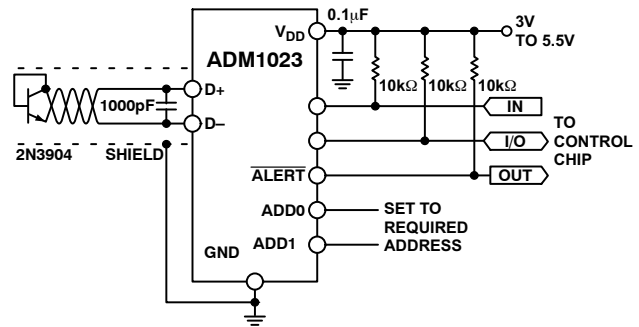 V_DD
0.1μF
3V
TO 5.5V
ADM1023
10kΩ 10kΩ 10kΩ
D+
1000pF
D–
IN
I/O
OUT
TO
CONTROL
CHIP
2N3904
SHIELD
ALERT
ADD0
ADD1
SET TO
REQUIRED
ADDRESS
GND